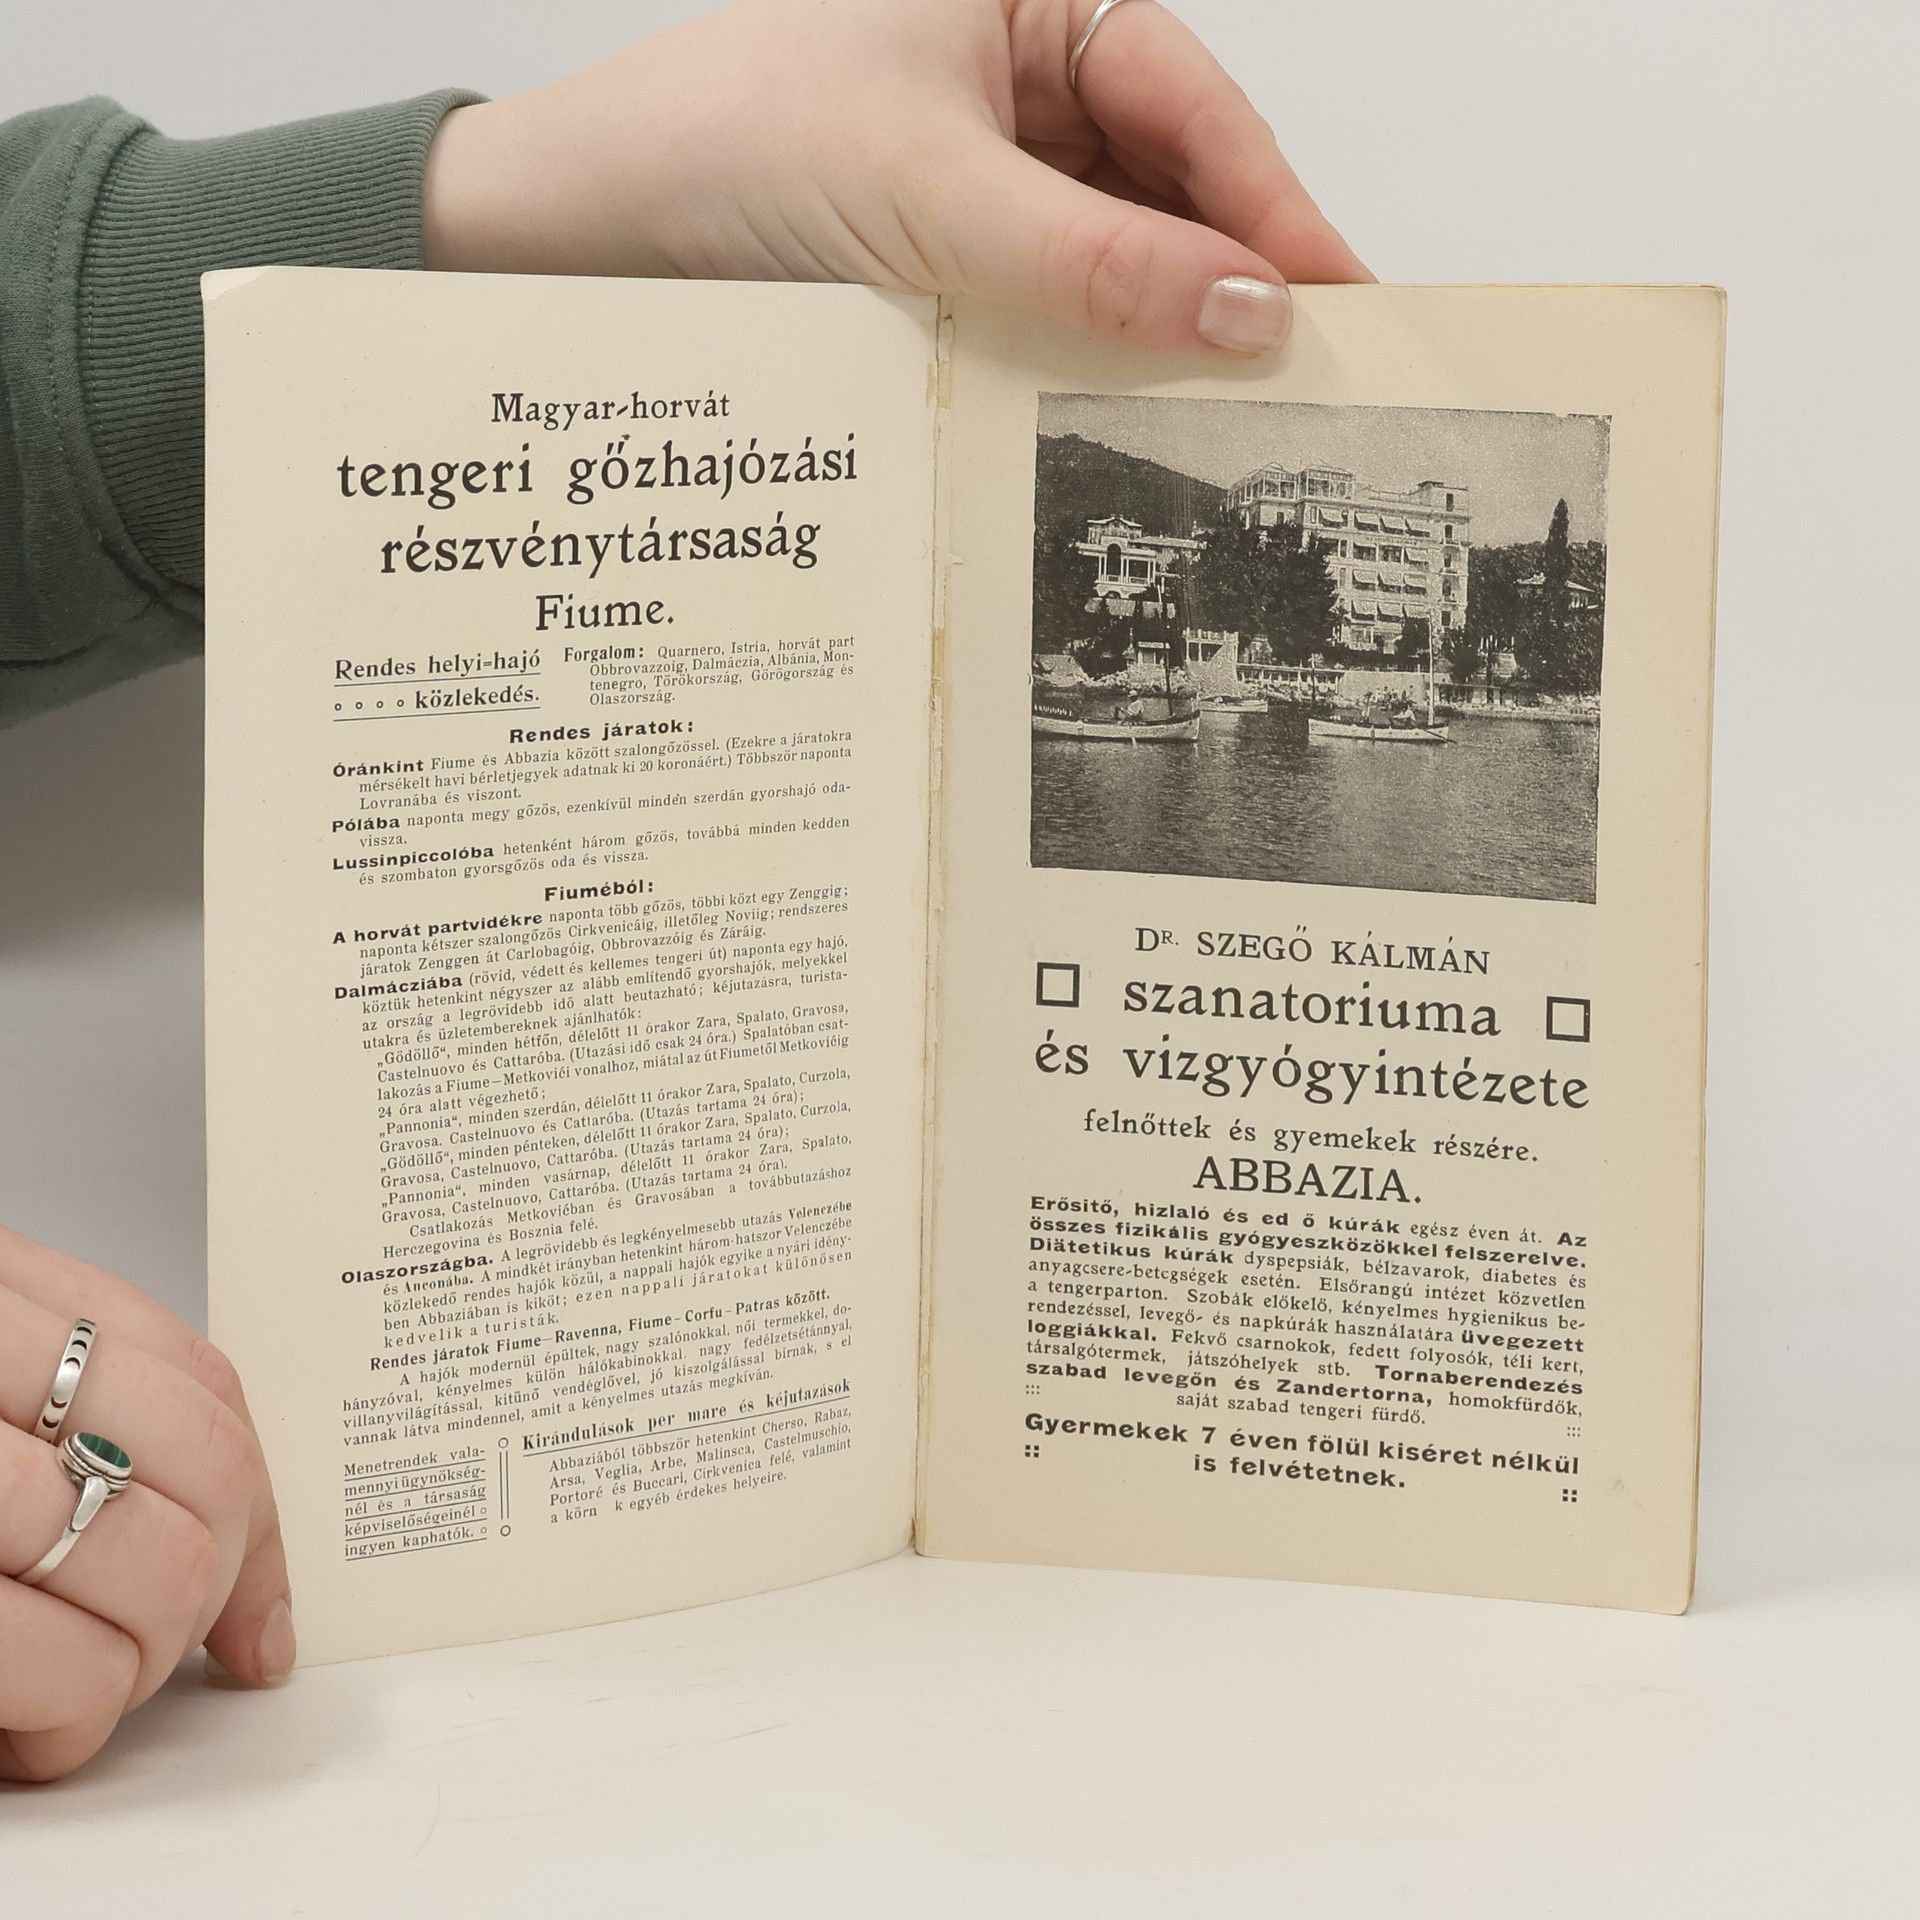 Magyar-horvát
tengeri gőzhajózási
részvénytársaság
Fiume.
Rendes helyi-hajó
közlekedés.
Forgalom: Quarnero, Istria, horvát part
Obbrovazzoig, Dalmáczia, Albánia, Mon-
tenegro, Törökország, Görögország és
Olaszország.
Rendes járatok:
Óránkint Fiume és Abbazia között szalongőzössel. (Ezekre a járatokra
mérsékelt havi bérletjegyek adatnak ki 20 koronáért.) Többször naponta
Lovranába és viszont.
Pólába naponta megy gőzös, ezenkívül minden szerdán gyorshajó oda-
vissza.
Lussinpiccolóba hetenként három gőzös, továbbá minden kedden
és szombaton gyorsgőzös oda és vissza.
Fiuméból:
A horvát partvidékre naponta több gőzös, többi közt egy Zenggig;
naponta kétszer szalongőzös Cirkvenicáig, illetőleg Noviig; rendszeres
járatok Zenggen át Carlobagóig, Obbrovazzóig és Záráig.
Dalmácziába (rövid, védett és kellemes tengeri út) naponta egy hajó,
köztük hetenkint négyszer az alább említendő gyorshajók, melyekkel
az ország a legrövidebb idő alatt beutazható; kéjutazásra, turista-
utakra és üzletembereknek ajánlhatók:
„Gödöllő“, minden hétfőn, délelőtt 11 órakor Zara, Spalato, Gravosa,
Castelnuovo és Cattaróba. (Utazási idő csak 24 óra.) Spalatóban csat-
lakozás a Fiume—Metkovići vonalhoz, miátal az út Fiumetől Metkovićig
24 óra alatt végezhető;
„Pannonia“, minden szerdán, délelőtt 11 órakor Zara, Spalato, Curzola,
Gravosa. Castelnuovo és Cattaróba. (Utazás tartama 24 óra);
„Gödöllő“, minden pénteken, délelőtt 11 órakor Zara, Spalato, Curzola,
Gravosa, Castelnuovo, Cattaróba. (Utazás tartama 24 óra);
„Pannonia“, minden vasárnap, délelőtt 11 órakor Zara, Spalato,
Gravosa, Castelnuovo, Cattaróba. (Utazás tartama 24 óra).
Csatlakozás Metkovićban és Gravosában a továbbutazáshoz
Herczegovina és Bosznia felé.
Olaszországba. A legrövidebb és legkényelmesebb utazás Velenczébe
és Anconába. A mindkét irányban hetenkint három-hatszor Velenczébe
közlekedő rendes hajók közül, a nappali hajók egyike a nyári idény-
ben Abbaziában is kiköt; ezen nappali járatokat különösen
kedvelik a turisták.
Rendes járatok Fiume—Ravenna, Fiume—Corfu—Patras között.
A hajók modernül épültek, nagy szalónokkal, női termekkel, do-
hányzóval, kényelmes külön hálókabinokkal. nagy fedélzetsétánnyal,
villanyvilágítással, kitünő vendéglővel, jó kiszolgálással birnak, s el
vannak látva mindennel, amit a kényelmes utazás megkíván.
Menetrendek vala-
mennyi ügynökség-
nél és a társaság
képviselőségeinél
ingyen kaphatók.
Kirándulások per mare és kéjutazások
Abbaziából többször hetenkint Cherso, Rabaz,
Arsa, Veglia, Arbe, Malinsca, Castelmuschio,
Portoré és Buccari, Cirkvenica felé, valamint
a körn k egyéb érdekes helyeire.
DR. SZEGŐ KÁLMÁN
szanatoriuma
és vizgyógyintézete
felnőttek és gyemekek részére.
ABBAZIA.
Erősitő, hizlaló és ed ő kúrák egész éven át. Az
összes fizikális gyógyeszközökkel felszerelve.
Diätetikus kúrák dyspepsiák, bélzavarok, diabetes és
anyagcsere-betegségek esetén. Elsőrangú intézet közvetlen
a tengerparton. Szobák előkelő, kényelmes hygienikus be-
rendezéssel, levegő- és napkúrák használatára üvegezett
loggiákkal. Fekvő csarnokok, fedett folyosók, téli kert,
társalgótermek, játszóhelyek stb. Tornaberendezés
szabad levegőn és Zandertorna, homokfürdők,
saját szabad tengeri fürdő.
Gyermekek 7 éven fölül kiséret nélkül
is felvétetnek.